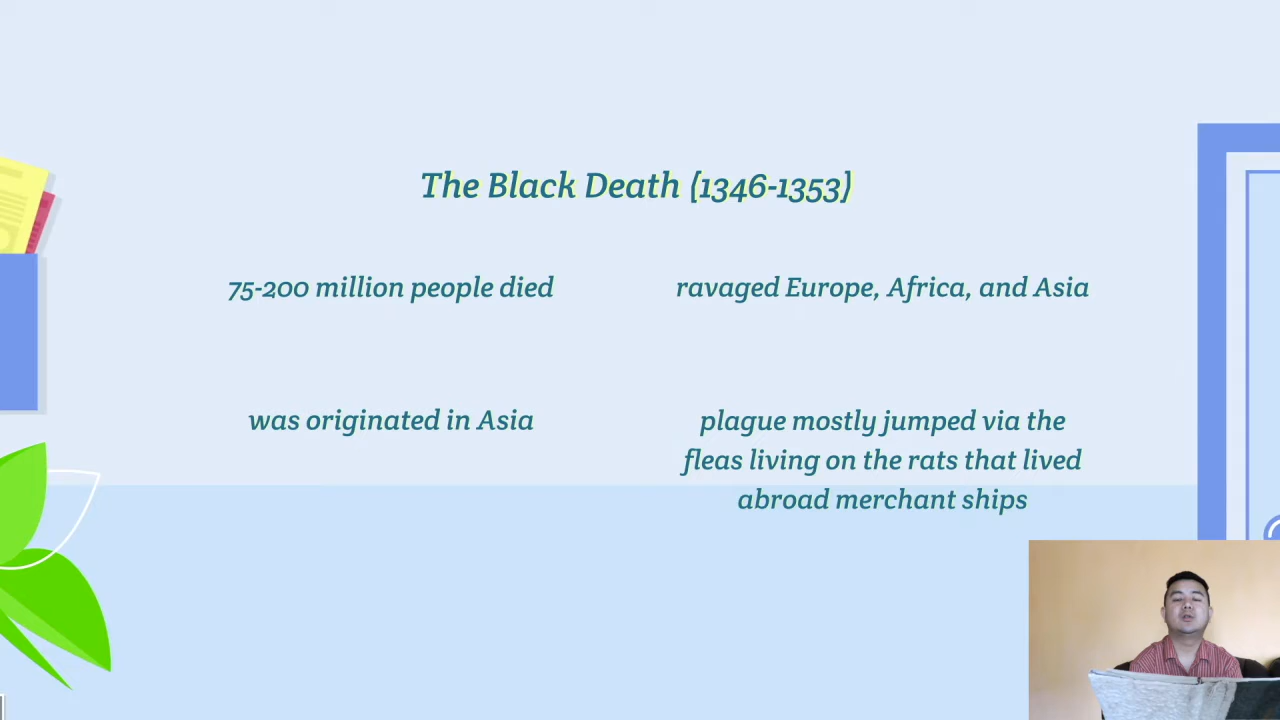 The Black Death (1346-1353)
75-200 million people died
ravaged Europe, Africa, and Asia
was originated in Asia
plague mostly jumped via the
fleas living on the rats that lived
abroad merchant ships